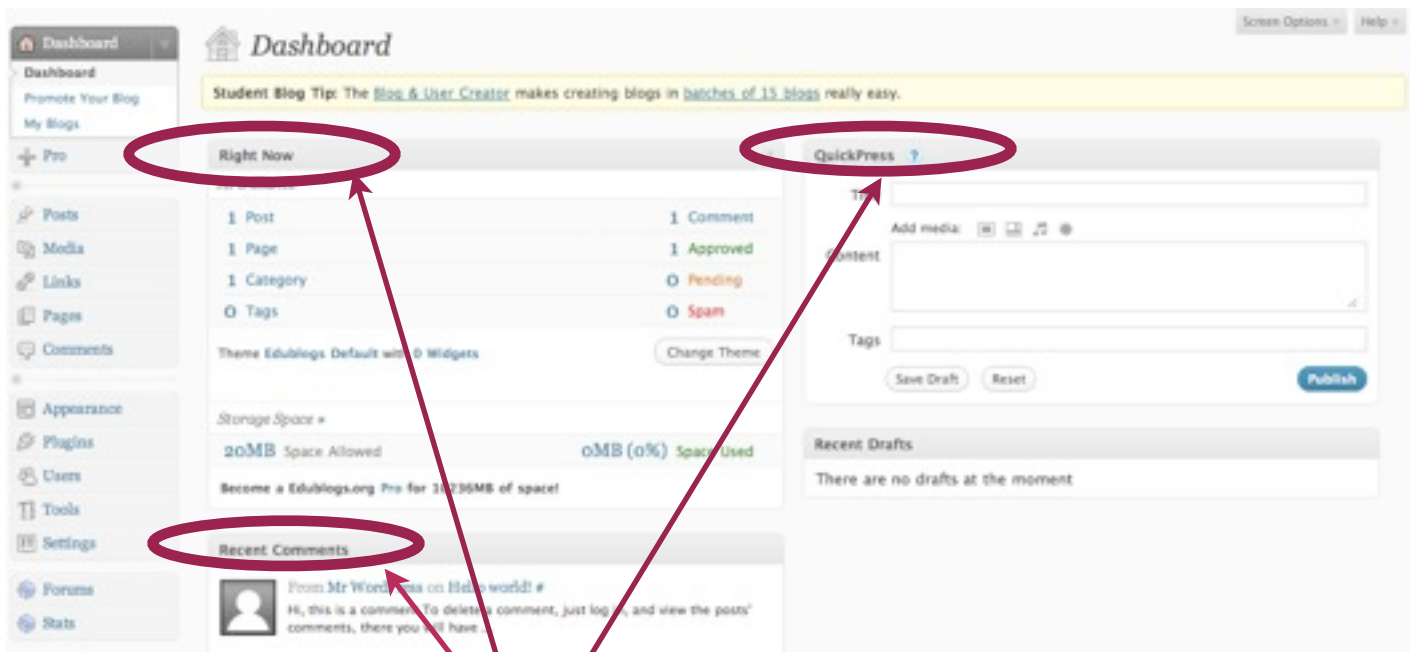 Screen Options
Help
Dashboard
Dashboard
Dashboard
Promote Your Blog
My Blogs
Student Blog Tip: The Blog & User Creator makes creating blogs in batches of 15 blogs really easy.
Pro
Posts
Media
Links
Pages
Comments
Appearance
Plugins
Users
Tools
Settings
Forums
Stats
Right Now
1 Post 1 Comment
1 Page 1 Approved
1 Category 0 Pending
0 Tags 0 Spam
Theme Edublogs Default with 0 Widgets Change Theme
Storage Space »
20MB Space Allowed 0MB (0%) Space Used
Become a Edublogs.org Pro for of space!
Recent Comments
From Mr WordPress on Hello world! #
Hi, this is a comment. To delete a comment, just log in, and view the posts'
comments, there you will have ...
QuickPress ?
Add media:
Content
Tags
Save Draft Reset Publish
Recent Drafts
There are no drafts at the moment